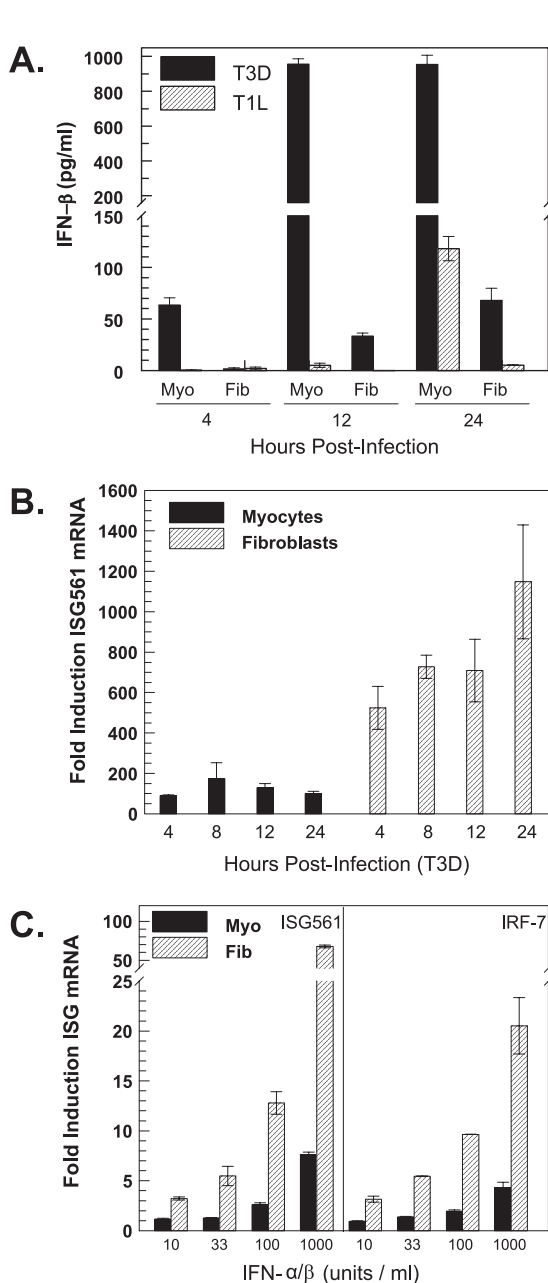 A.
T3D
T1L
IFN–β (pg/ml)
1000
800
600
400
200
150
100
50
0
Myo Fib Myo Fib Myo Fib
4 12 24
Hours Post-Infection
B.
Myocytes
Fibroblasts
Fold Induction ISG561 mRNA
1600
1400
1200
1000
800
600
400
200
0
4 8 12 24 4 8 12 24
Hours Post-Infection (T3D)
C.
Myo
Fib
ISG561 IRF-7
Fold Induction ISG mRNA
100
50
25
20
15
10
5
0
10 33 100 1000 10 33 100 1000
IFN- α/β (units / ml)